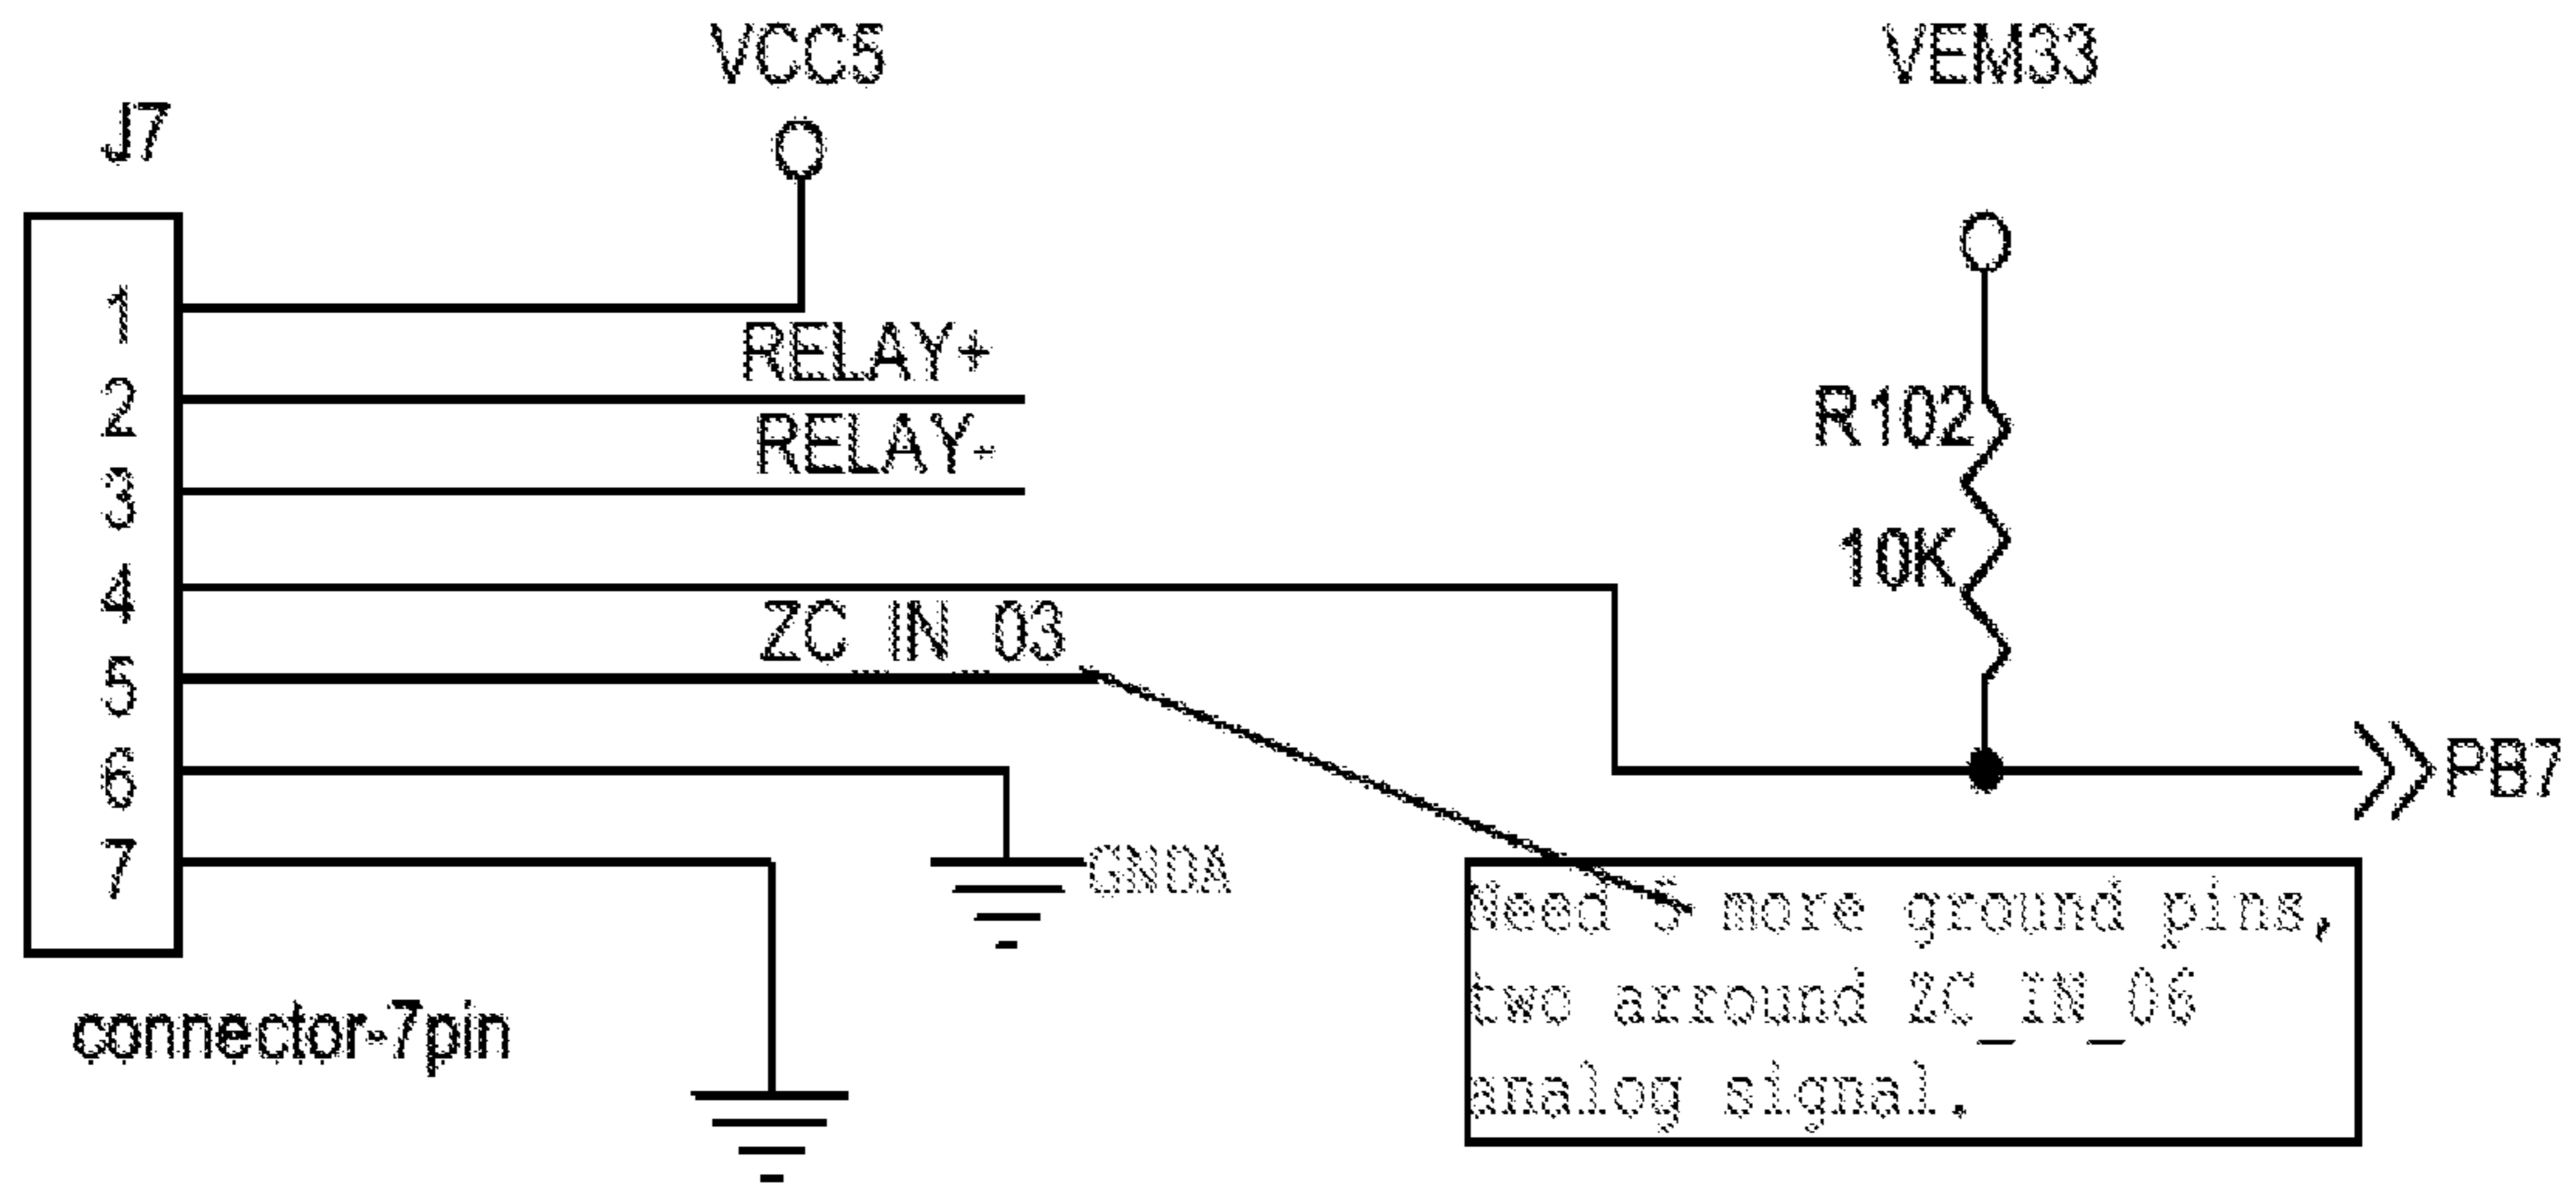 VCC5
VEM33
J7
1
RELAY+
2
RELAY-
R102
3
10K
4
ZC_IN_03
5
6
PB7
7
GNDA
Need 5 more ground pins,
two arround ZC_IN_06
analog signal.
connector-7pin